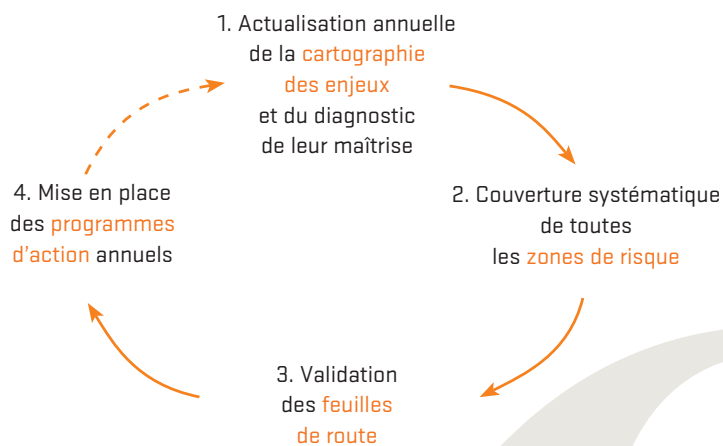 1. Actualisation annuelle
de la cartographie
des enjeux
et du diagnostic
de leur maîtrise
2. Couverture systématique
de toutes
les zones de risque
3. Validation
des feuilles
de route
4. Mise en place
des programmes
d'action annuels